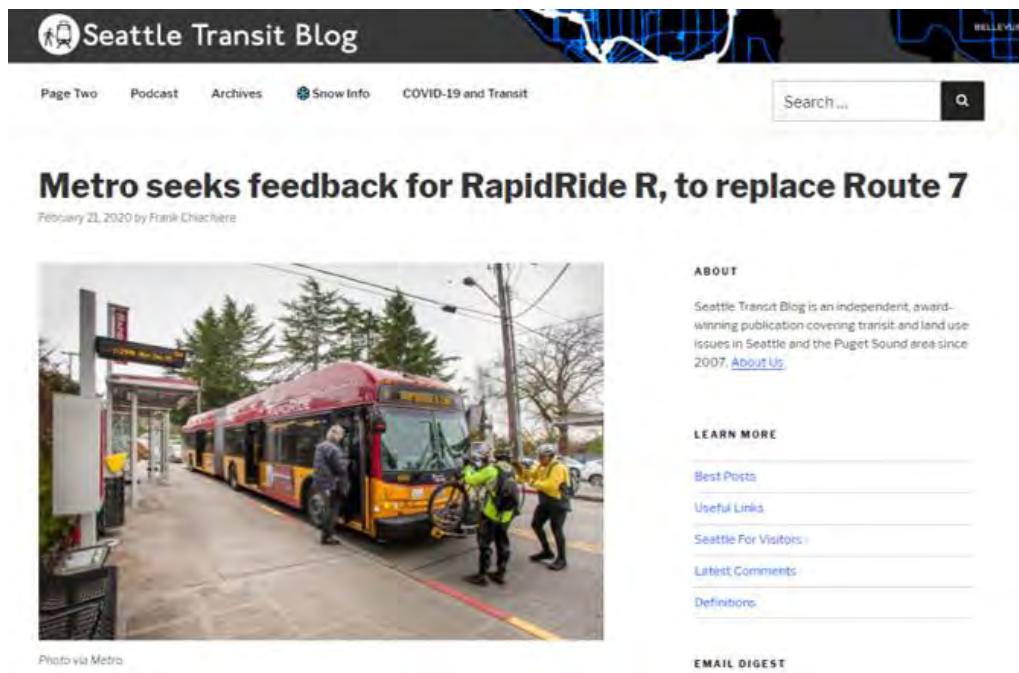 Seattle Transit Blog
BELLEVUE
Page Two Podcast Archives Snow Info COVID-19 and Transit
Search ...
Metro seeks feedback for RapidRide R, to replace Route 7
February 21, 2020 by Frank Chiachiere
ABOUT
Seattle Transit Blog is an independent, award-
winning publication covering transit and land use
issues in Seattle and the Puget Sound area since
2007. About Us
LEARN MORE
Best Posts
Useful Links
Seattle For Visitors
Latest Comments
Definitions
Photo via Metro
EMAIL DIGEST